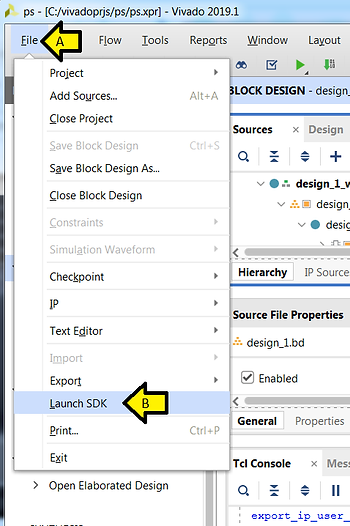 ps - [C:/vivadoprjs/ps/ps.xpr] - Vivado 2019.1
File A Flow Tools Reports Window Layout
Project
Add Sources... Alt+A
Close Project
Save Block Design Ctrl+S
Save Block Design As...
Close Block Design
Constraints
Simulation Waveform
Checkpoint
IP
Text Editor
Import
Export
Launch SDK B
Print... Ctrl+P
Exit
Open Elaborated Design
BLOCK DESIGN - design_
Sources × Design
design_1_w
design_
design
Hierarchy IP Source
Source File Properties
design_1.bd
Enabled
General Properties
Tcl Console × Mes
export_ip_user_